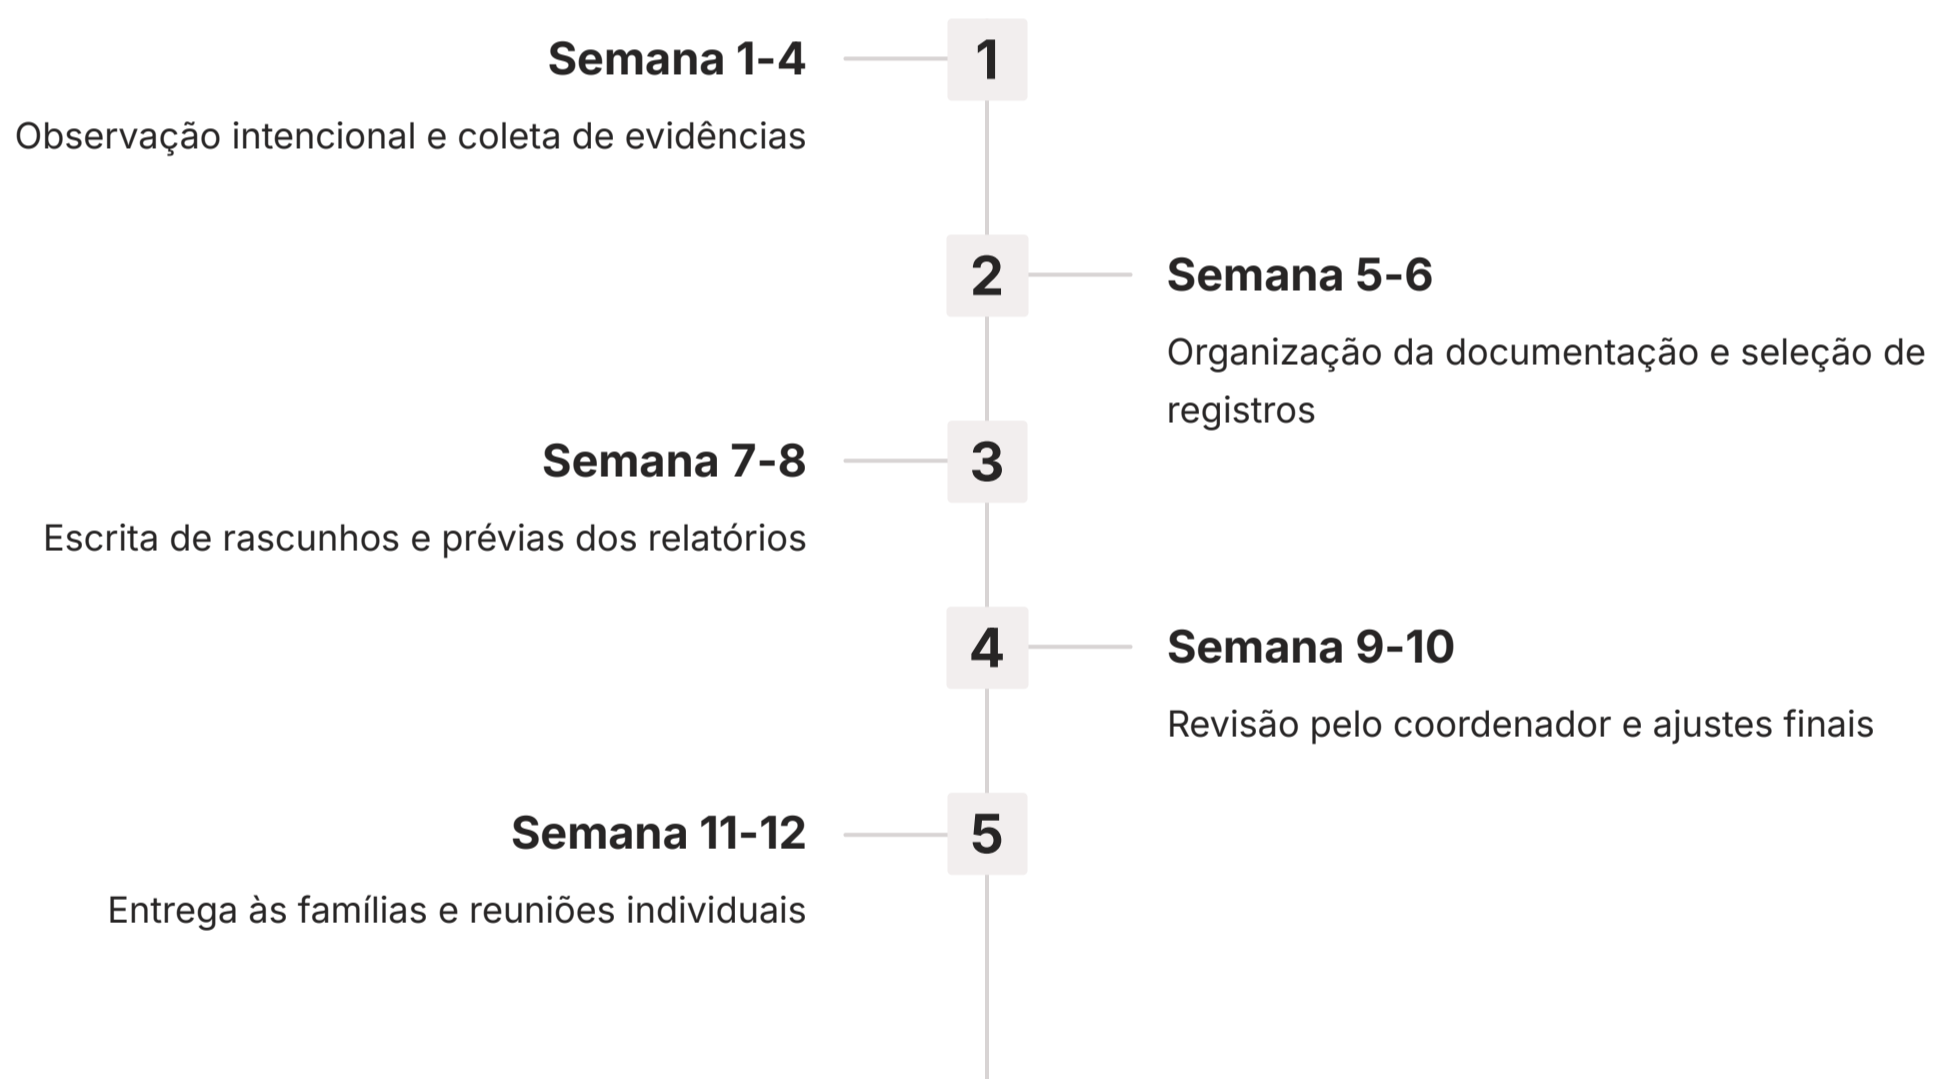 1
Semana 1-4
Observação intencional e coleta de evidências
2
Semana 5-6
Organização da documentação e seleção de
registros
3
Semana 7-8
Escrita de rascunhos e prévias dos relatórios
4
Semana 9-10
Revisão pelo coordenador e ajustes finais
5
Semana 11-12
Entrega às famílias e reuniões individuais